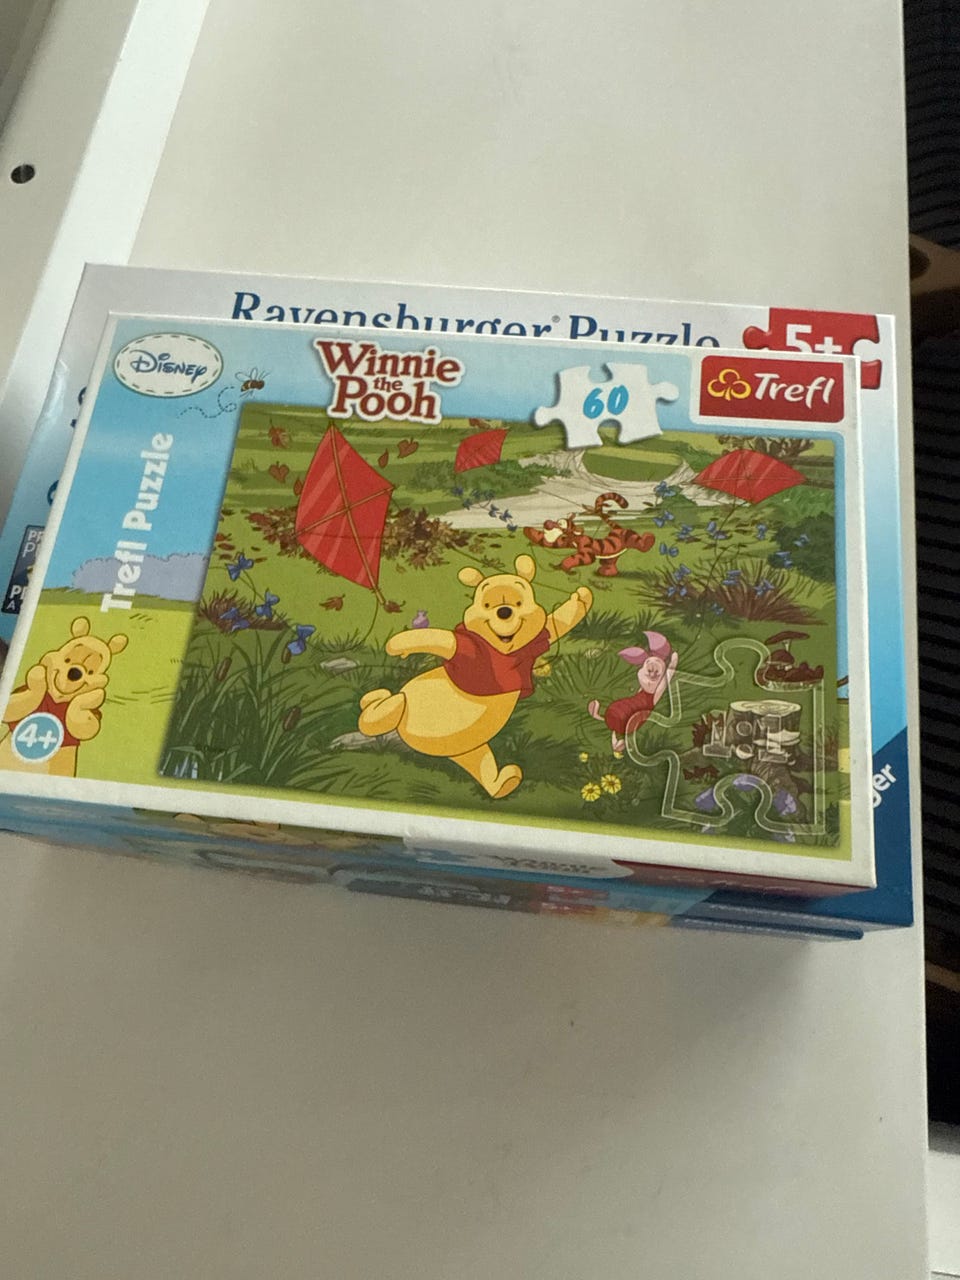 Ravensburger® Puzzle
5+
Disney
Winnie
the
Pooh
60
Trefl
Trefl Puzzle
4+